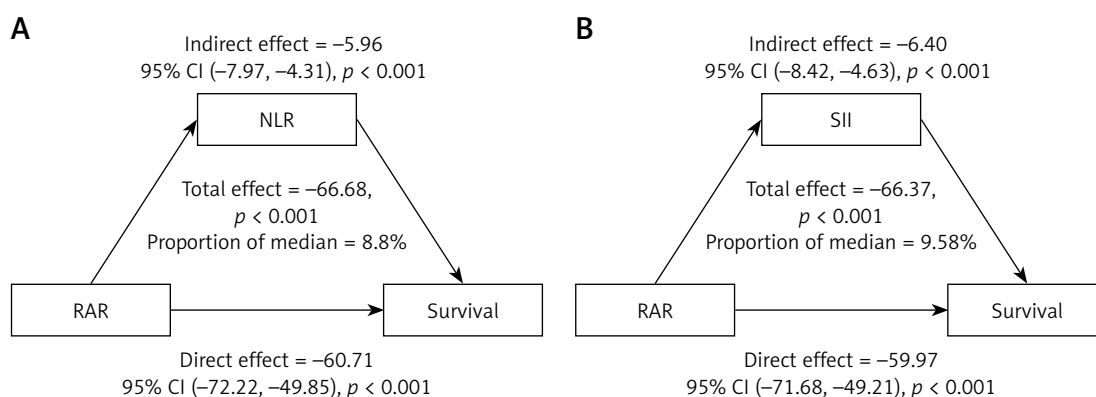 A
Indirect effect = –5.96
95% CI (–7.97, –4.31), p < 0.001
NLR
Total effect = –66.68,
p < 0.001
Proportion of median = 8.8%
RAR
Survival
Direct effect = –60.71
95% CI (–72.22, –49.85), p < 0.001
B
Indirect effect = –6.40
95% CI (–8.42, –4.63), p < 0.001
SII
Total effect = –66.37,
p < 0.001
Proportion of median = 9.58%
RAR
Survival
Direct effect = –59.97
95% CI (–71.68, –49.21), p < 0.001